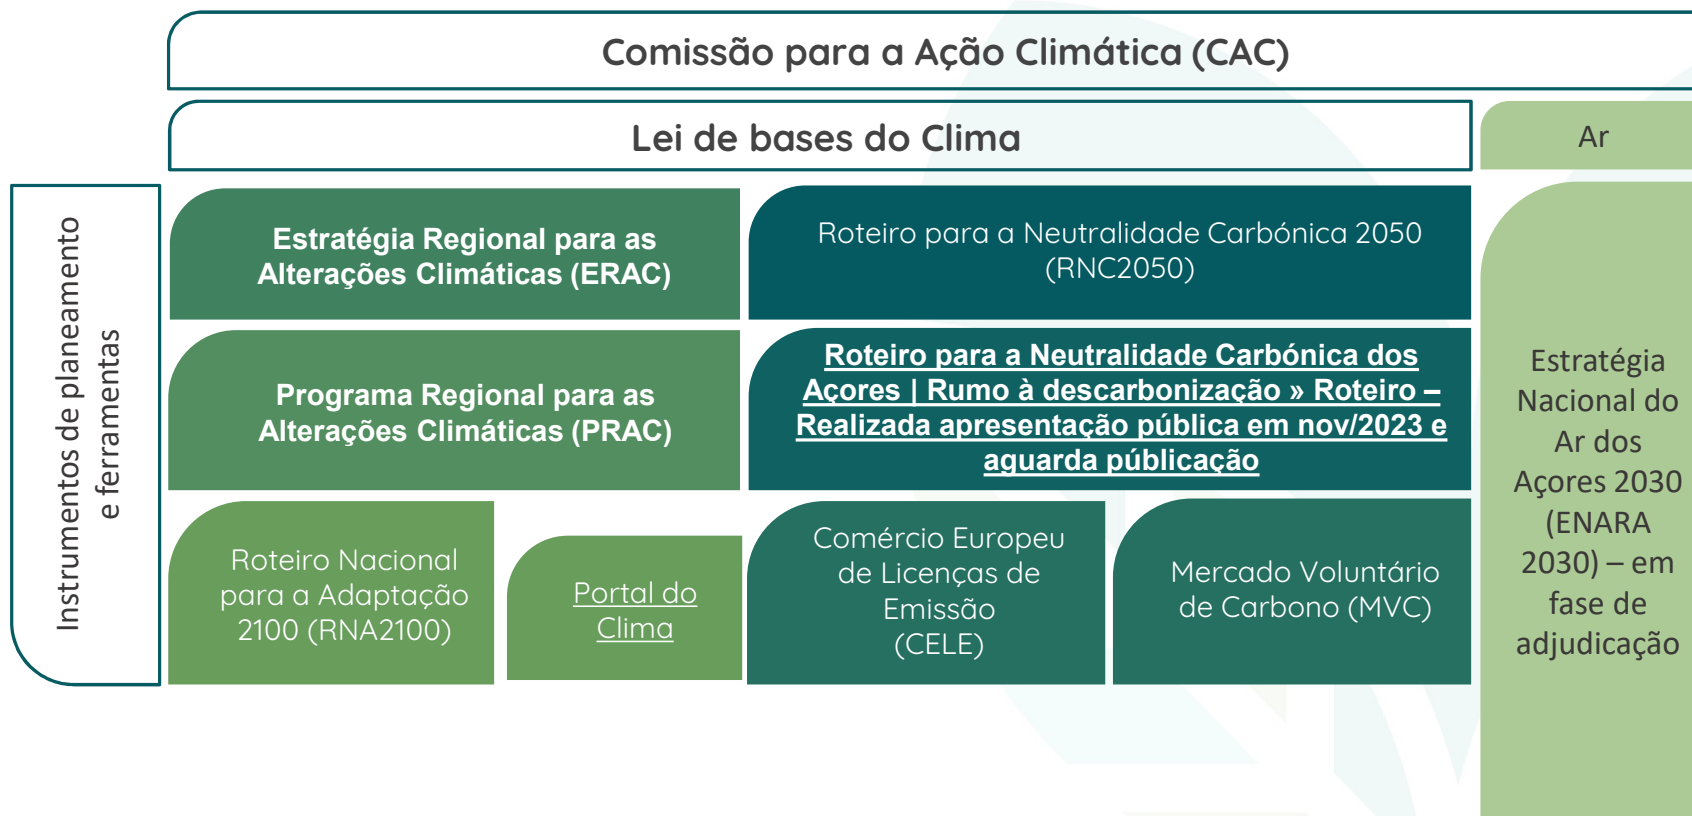 Comissão para a Ação Climática (CAC)
Lei de bases do Clima
Ar
Instrumentos de planeamento
e ferramentas
Estratégia Regional para as
Alterações Climáticas (ERAC)
Roteiro para a Neutralidade Carbónica 2050
(RNC2050)
Programa Regional para as
Alterações Climáticas (PRAC)
Roteiro para a Neutralidade Carbónica dos
Açores | Rumo à descarbonização » Roteiro –
Realizada apresentação pública em nov/2023 e
aguarda públicação
Roteiro Nacional
para a Adaptação
2100 (RNA2100)
Portal do
Clima
Comércio Europeu
de Licenças de
Emissão
(CELE)
Mercado Voluntário
de Carbono (MVC)
Estratégia
Nacional do
Ar dos
Açores 2030
(ENARA
2030) – em
fase de
adjudicação